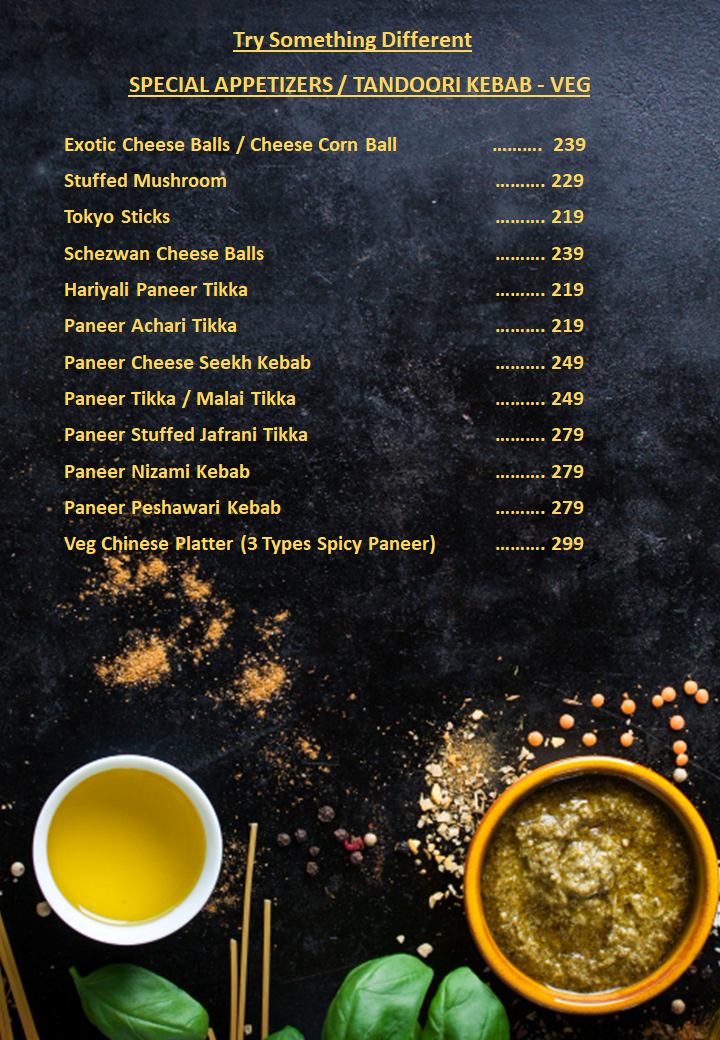 Try Something Different
SPECIAL APPETIZERS / TANDOORI KEBAB - VEG
Exotic Cheese Balls / Cheese Corn Ball .......... 239
Stuffed Mushroom .......... 229
Tokyo Sticks .......... 219
Schezwan Cheese Balls .......... 239
Hariyali Paneer Tikka .......... 219
Paneer Achari Tikka .......... 219
Paneer Cheese Seekh Kebab .......... 249
Paneer Tikka / Malai Tikka .......... 249
Paneer Stuffed Jafrani Tikka .......... 279
Paneer Nizami Kebab .......... 279
Paneer Peshawari Kebab .......... 279
Veg Chinese Platter (3 Types Spicy Paneer) .......... 299